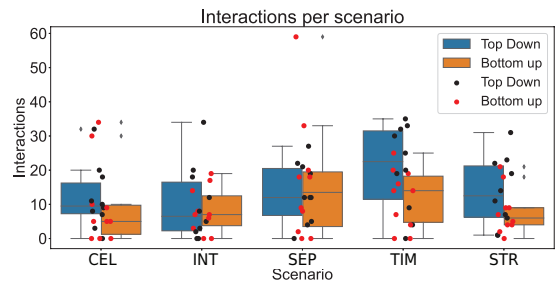 Interactions per scenario
Interactions
60
50
40
30
20
10
0
Top Down
Bottom up
Top Down
Bottom up
CEL INT SEP TIM STR
Scenario